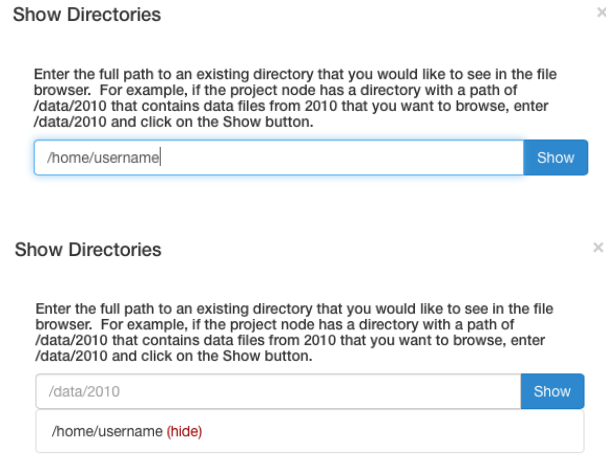 Show Directories ×
Enter the full path to an existing directory that you would like to see in the file
browser.  For example, if the project node has a directory with a path of
/data/2010 that contains data files from 2010 that you want to browse, enter
/data/2010 and click on the Show button.
/home/username Show
Show Directories ×
Enter the full path to an existing directory that you would like to see in the file
browser.  For example, if the project node has a directory with a path of
/data/2010 that contains data files from 2010 that you want to browse, enter
/data/2010 and click on the Show button.
/data/2010 Show
/home/username (hide)